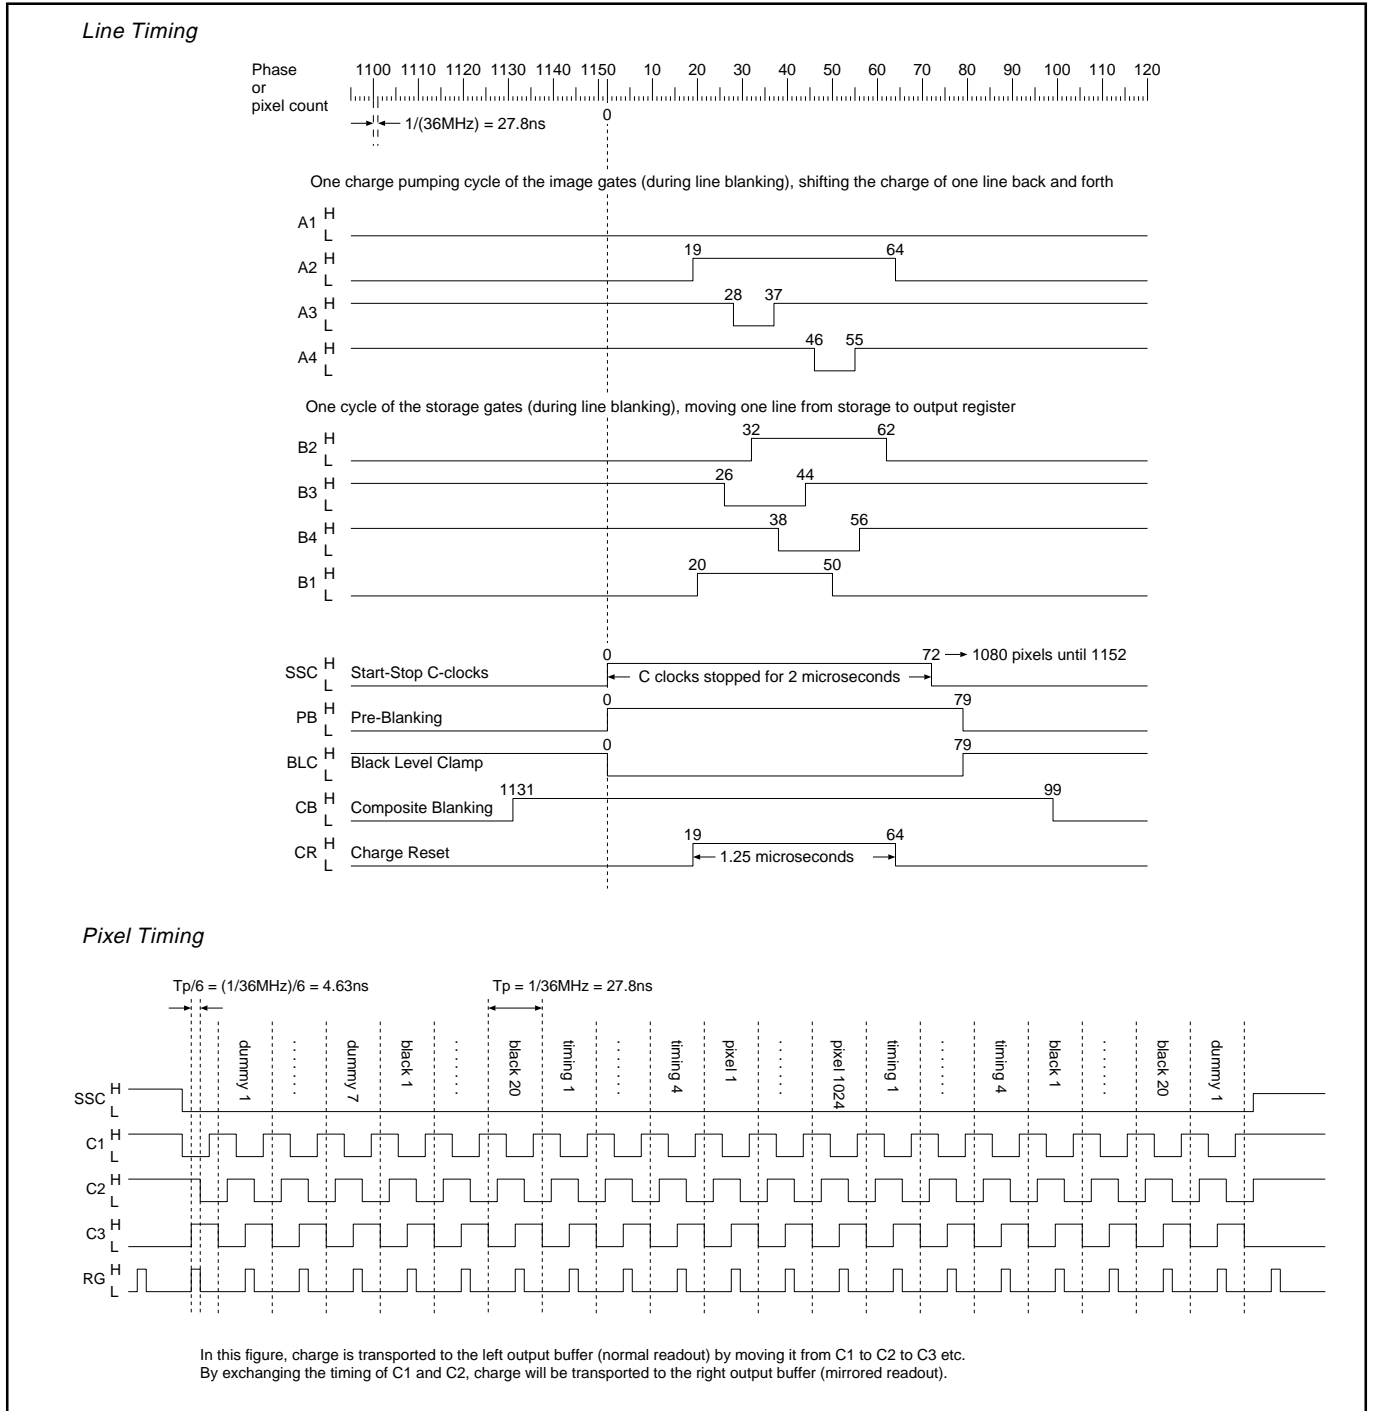 Line Timing
Phase or pixel count
1100 1110 1120 1130 1140 1150 10 20 30 40 50 60 70 80 90 100 110 120
0
1/(36MHz) = 27.8ns
One charge pumping cycle of the image gates (during line blanking), shifting the charge of one line back and forth
A1 H L
A2 H L 19 64
A3 H L 28 37
A4 H L 46 55
One cycle of the storage gates (during line blanking), moving one line from storage to output register
B2 H L 32 62
B3 H L 26 44
B4 H L 38 56
B1 H L 20 50
SSC H L Start-Stop C-clocks 0 C clocks stopped for 2 microseconds 72 1080 pixels until 1152
PB H L Pre-Blanking 0 79
BLC H L Black Level Clamp 0 79
CB H L Composite Blanking 1131 99
CR H L Charge Reset 19 1.25 microseconds 64
Pixel Timing
Tp/6 = (1/36MHz)/6 = 4.63ns Tp = 1/36MHz = 27.8ns
dummy 1 . . . . . . dummy 7 black 1 . . . . . . black 20 timing 1 . . . . . . timing 4 pixel 1 . . . . . . pixel 1024 timing 1 . . . . . . timing 4 black 1 . . . . . . black 20 dummy 1
SSC H L
C1 H L
C2 H L
C3 H L
RG H L
In this figure, charge is transported to the left output buffer (normal readout) by moving it from C1 to C2 to C3 etc.
By exchanging the timing of C1 and C2, charge will be transported to the right output buffer (mirrored readout).